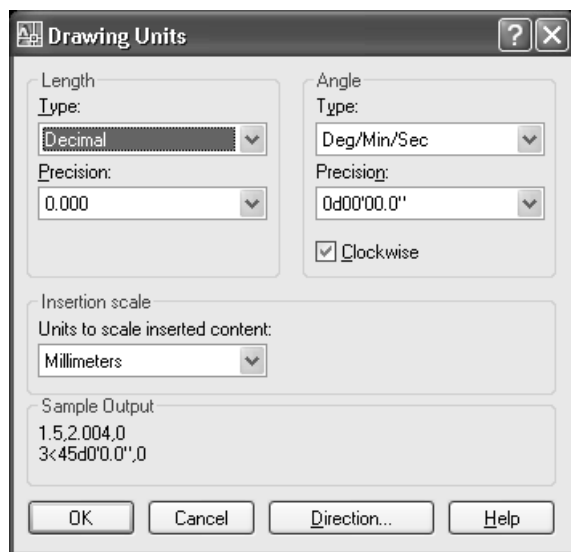 Drawing Units
Length
Type:
Decimal
Precision:
0.000
Angle
Type:
Deg/Min/Sec
Precision:
0d00'00.0"
Clockwise
Insertion scale
Units to scale inserted content:
Millimeters
Sample Output
1.5,2.004,0
3<45d0'0.0",0
OK Cancel Direction... Help